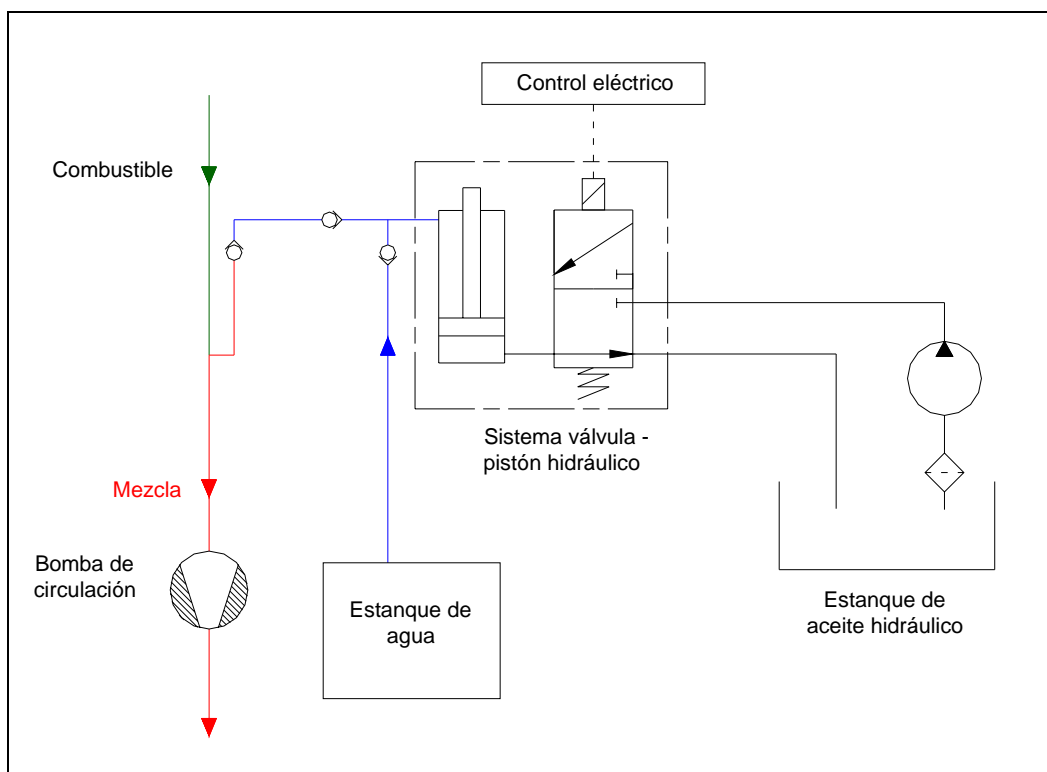 Control eléctrico
Combustible
Sistema válvula -
pistón hidráulico
Mezcla
Bomba de
circulación
Estanque de
agua
Estanque de
aceite hidráulico